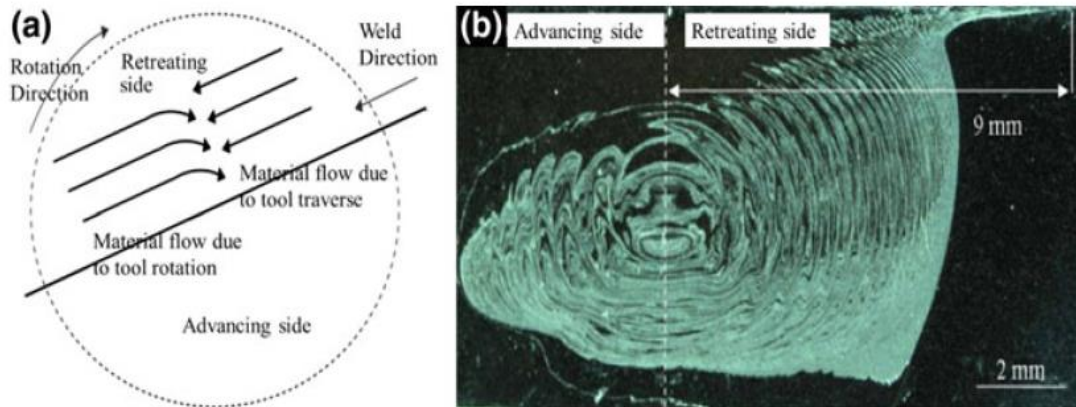 (a)
Rotation
Direction
Retreating
side
Weld
Direction
Material flow due
to tool traverse
Material flow due
to tool rotation
Advancing side
(b)
Advancing side
Retreating side
9 mm
2 mm